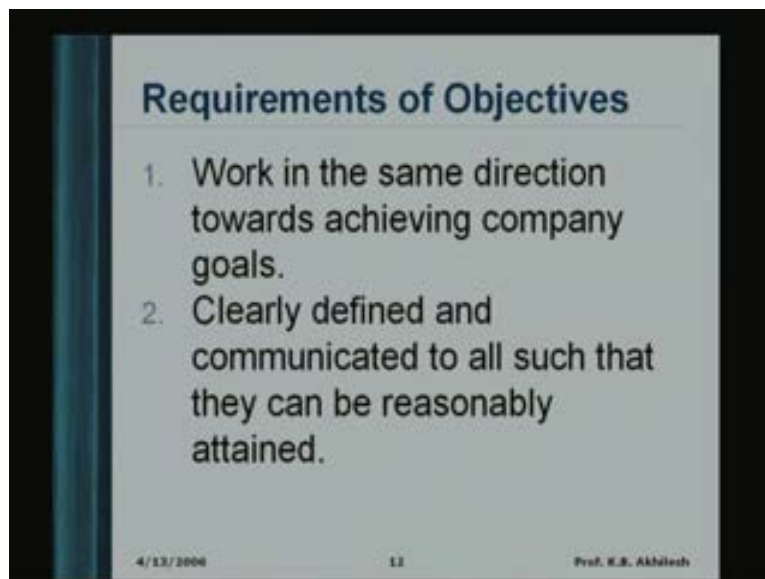 Requirements of Objectives
1. Work in the same direction
towards achieving company
goals.
2. Clearly defined and
communicated to all such that
they can be reasonably
attained.
4/13/2006 12 Prof. K.B. Akhilesh